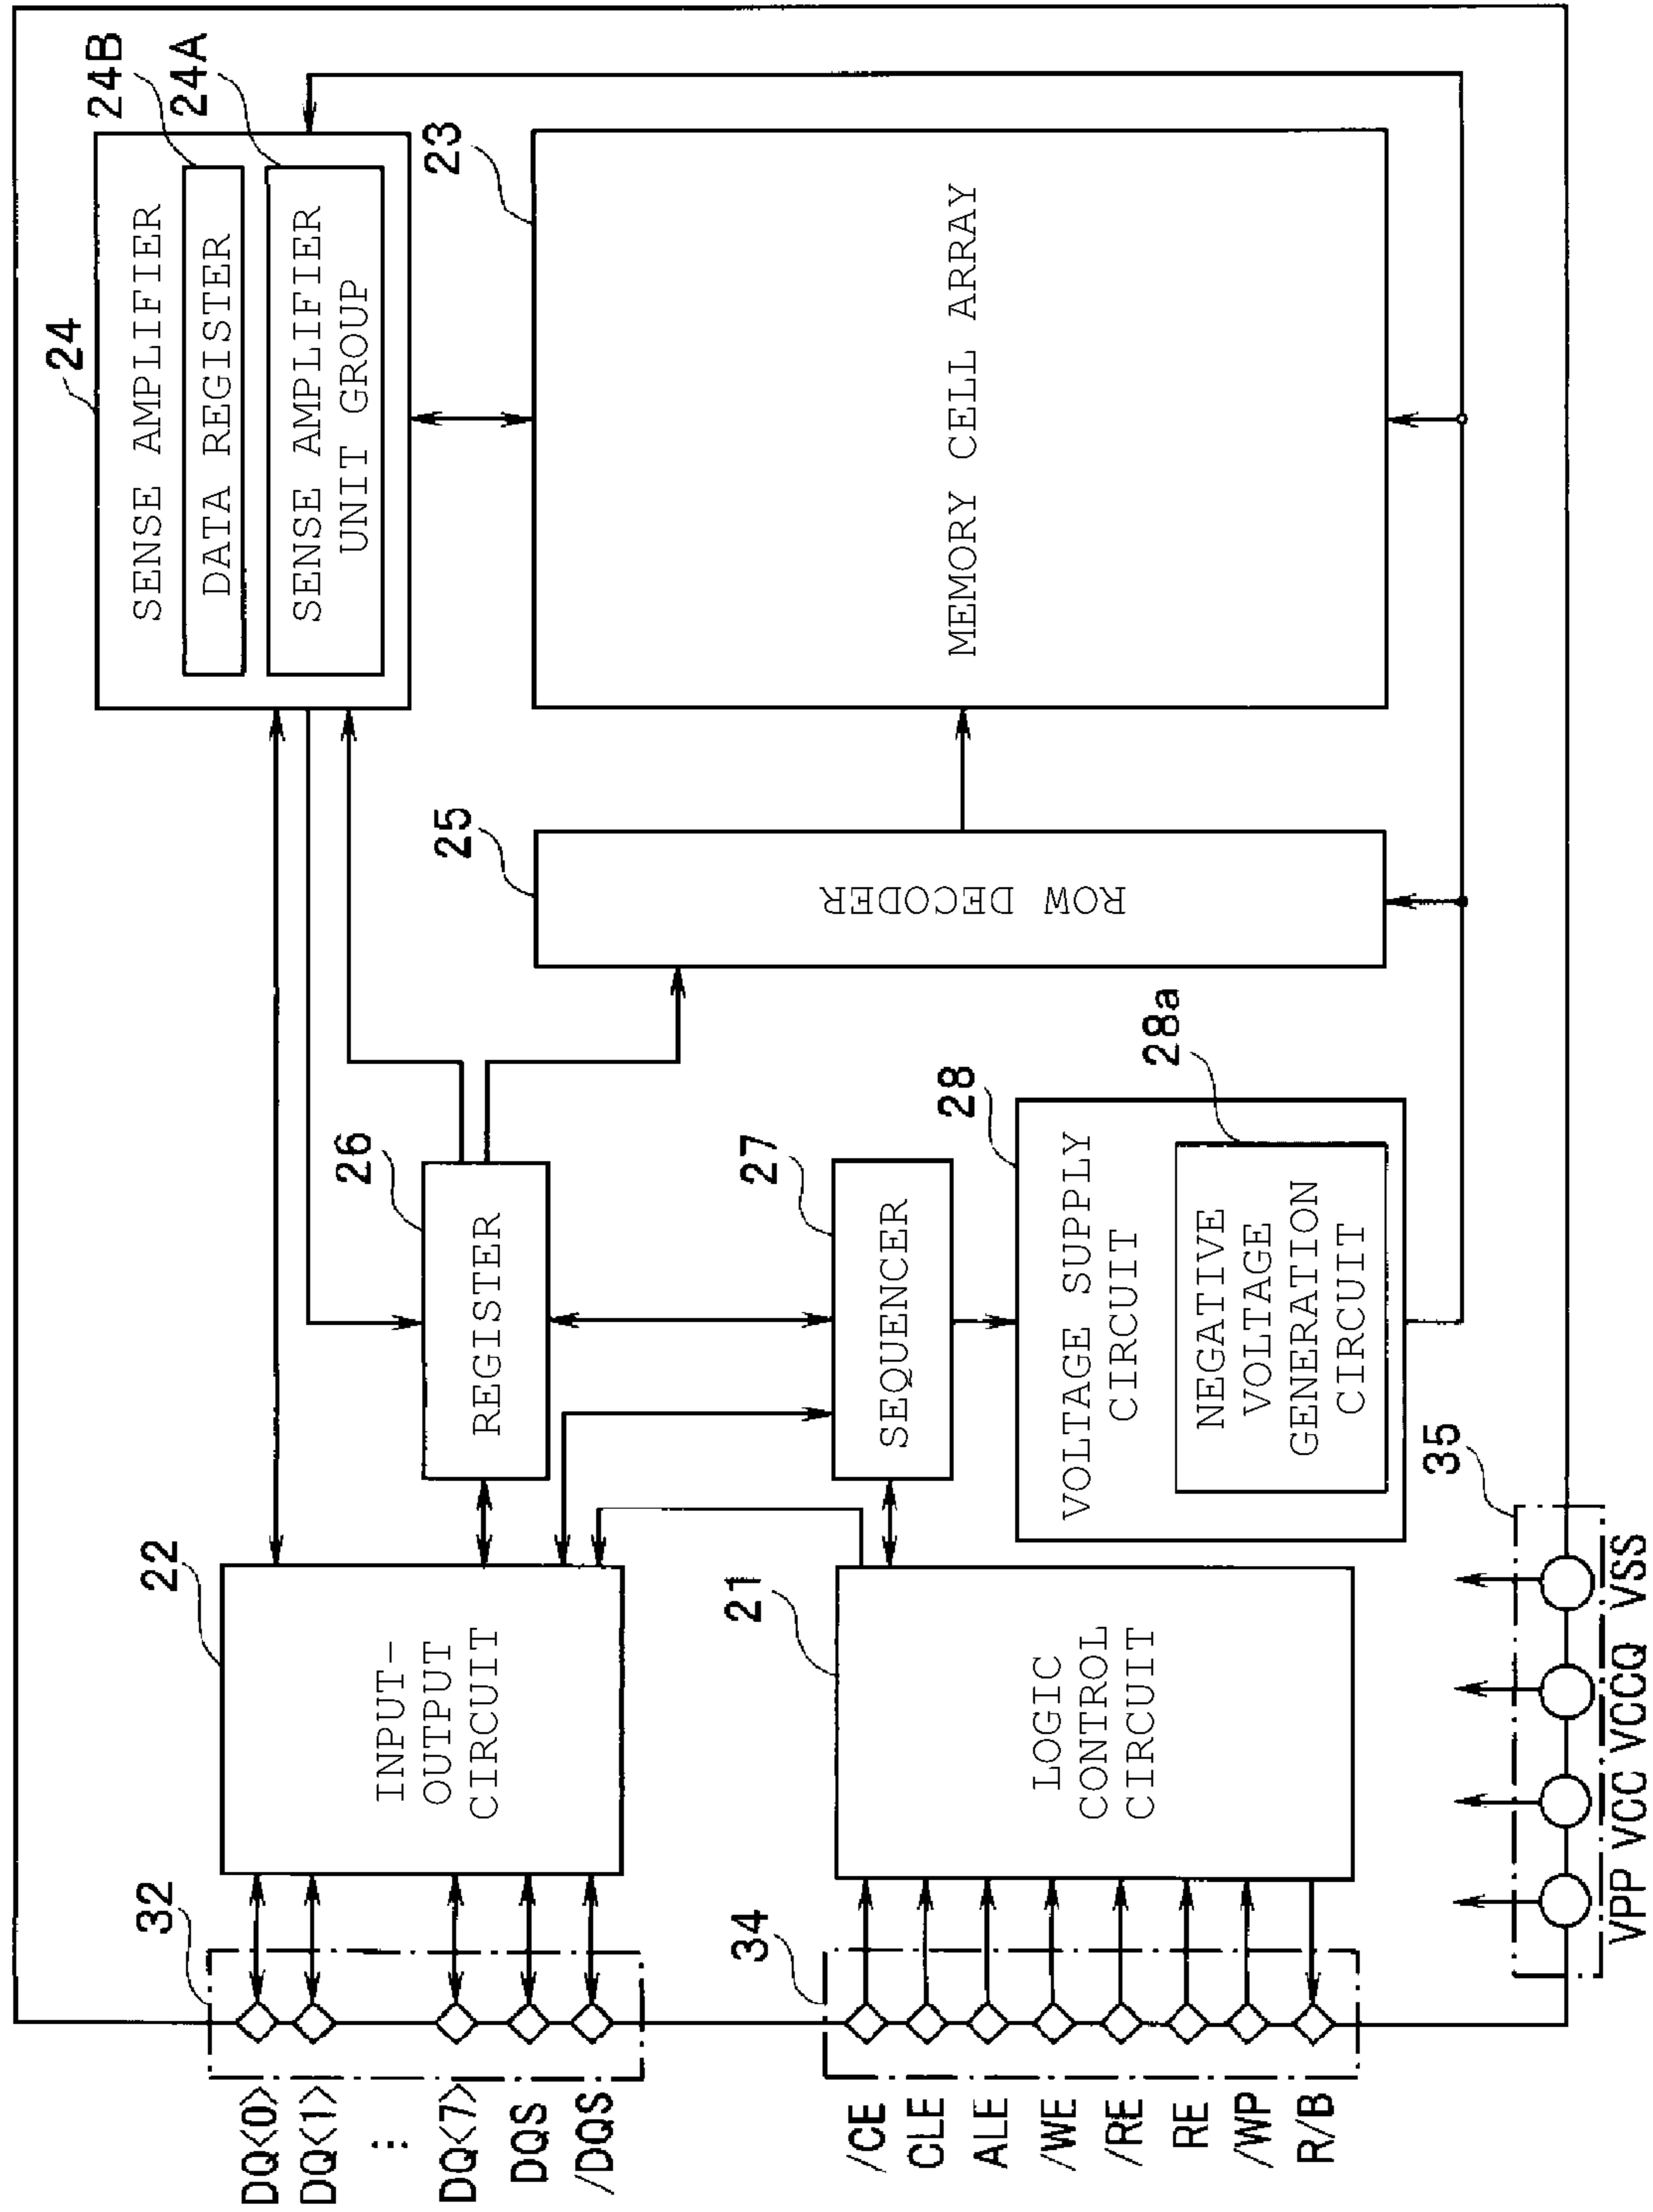 24
SENSE AMPLIFIER
24B
DATA REGISTER
24A
SENSE AMPLIFIER
UNIT GROUP
23
MEMORY CELL ARRAY
25
ROW DECODER
26
REGISTER
27
SEQUENCER
28
VOLTAGE SUPPLY
CIRCUIT
28a
NEGATIVE
VOLTAGE
GENERATION
CIRCUIT
22
INPUT-
OUTPUT
CIRCUIT
21
LOGIC
CONTROL
CIRCUIT
32
DQ<0>
DQ<1>
⋮
DQ<7>
DQS
/DQS
34
/CE
CLE
ALE
/WE
/RE
RE
/WP
R/B
35
VPP VCC VCCQ VSS